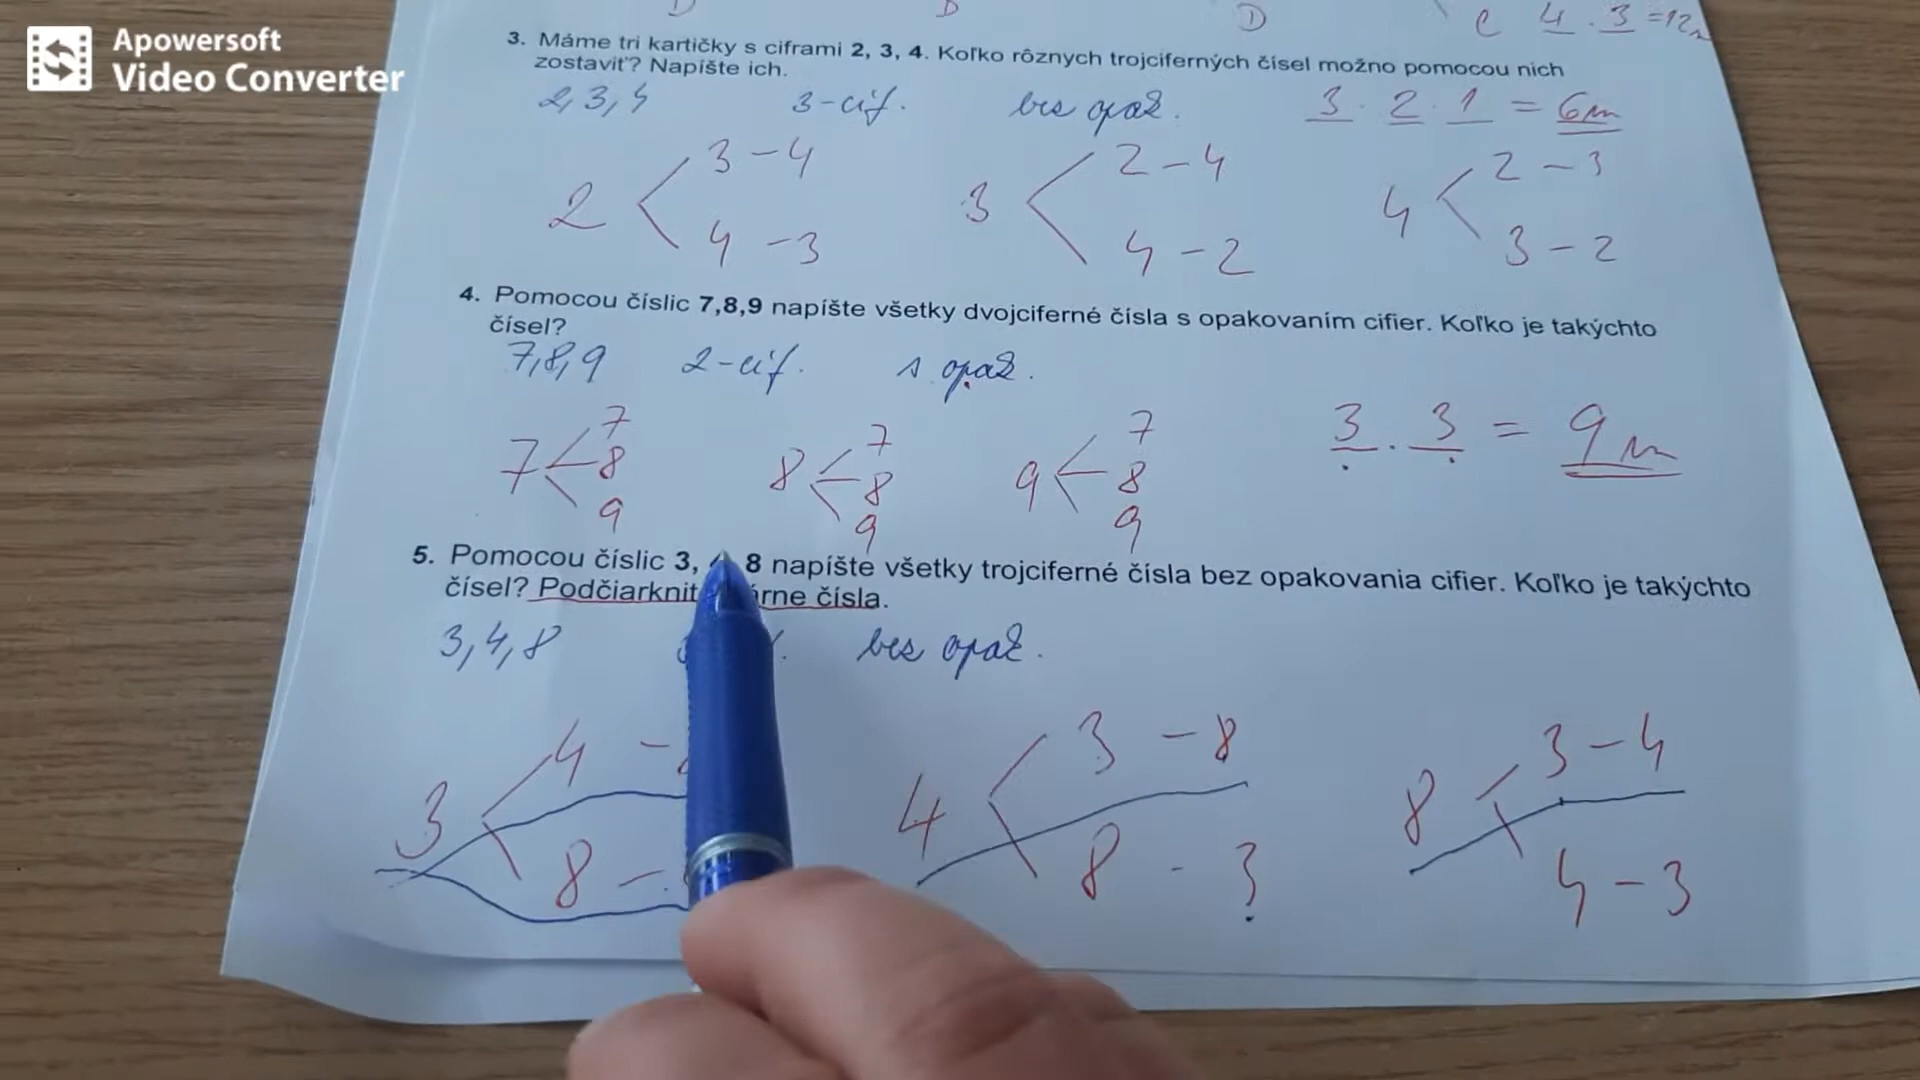 Apowersoft
Video Converter
C 4 . 3 = 12
3. Máme tri kartičky s ciframi 2, 3, 4. Koľko rôznych trojciferných čísel možno pomocou nich
zostaviť? Napíšte ich.
2,3,4 3-cif. bez opak. 3 . 2 . 1 = 6m
2 3 - 4 4 - 3
3 2 - 4 4 - 2
4 2 - 3 3 - 2
4. Pomocou číslic 7,8,9 napíšte všetky dvojciferné čísla s opakovaním cifier. Koľko je takýchto
čísel?
7,8,9 2-cif. s opak.
7 7 8 9
8 7 8 9
9 7 8 9
3 . 3 = 9m
5. Pomocou číslic 3, 8 napíšte všetky trojciferné čísla bez opakovania cifier. Koľko je takýchto
čísel? čísla.
3,4,8 bez opak.
3 4 - 8 -
4 3 - 8 8 - 3
8 3 - 4 4 - 3